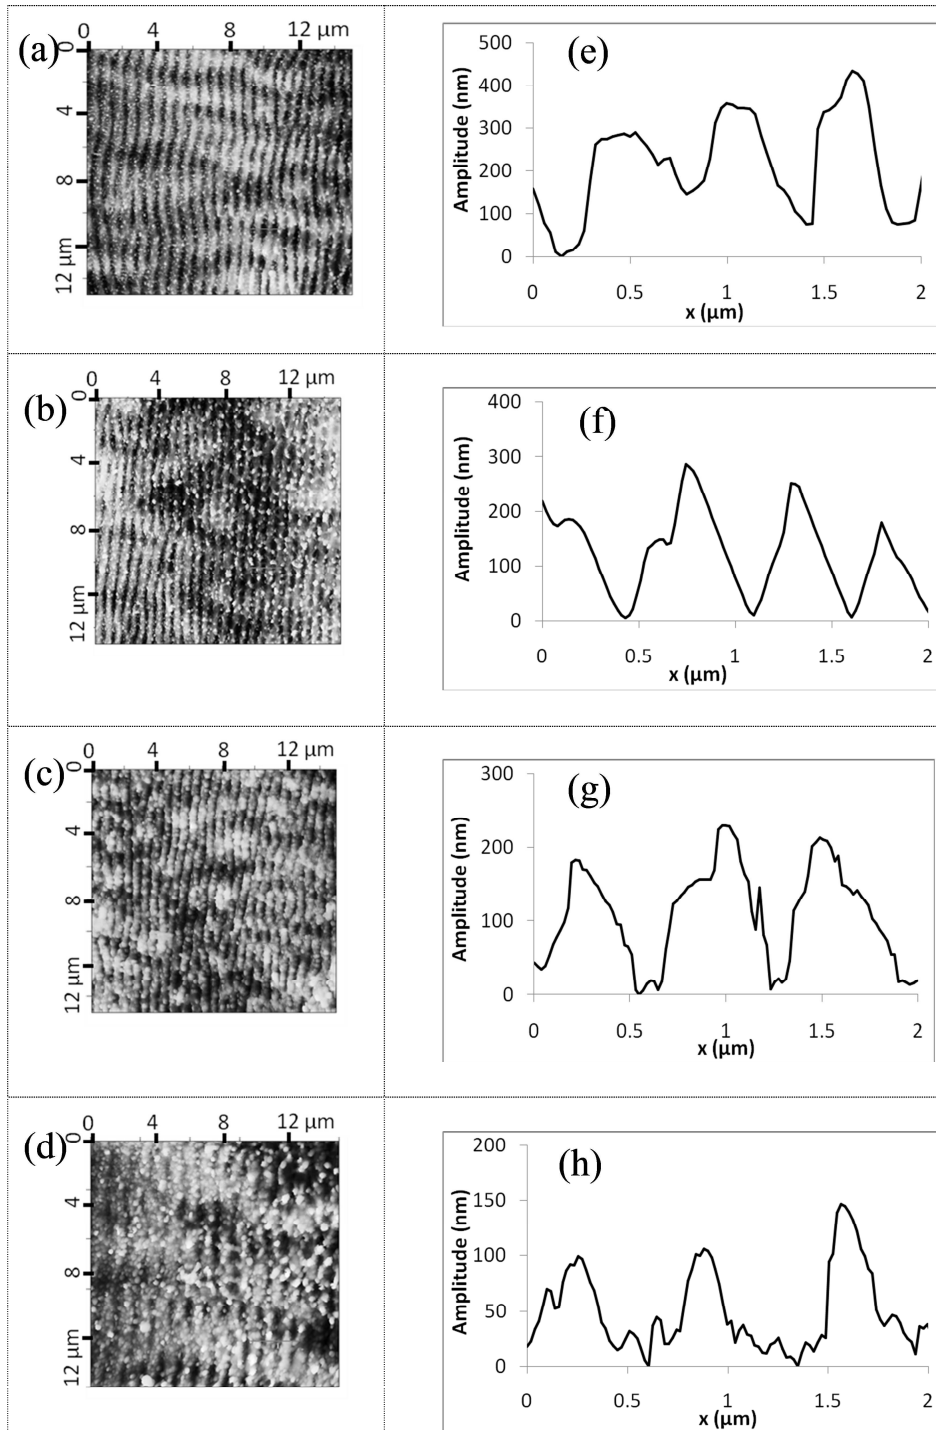 (a)
0 4 8 12 μm
0
4
8
12 μm
(e)
Amplitude (nm)
500
400
300
200
100
0
0 0.5 1 1.5 2
x (μm)
(b)
0 4 8 12 μm
0
4
8
12 μm
(f)
Amplitude (nm)
400
300
200
100
0
0 0.5 1 1.5 2
x (μm)
(c)
0 4 8 12 μm
0
4
8
12 μm
(g)
Amplitude (nm)
300
200
100
0
0 0.5 1 1.5 2
x (μm)
(d)
0 4 8 12 μm
0
4
8
12 μm
(h)
Amplitude (nm)
200
150
100
50
0
0 0.5 1 1.5 2
x (μm)